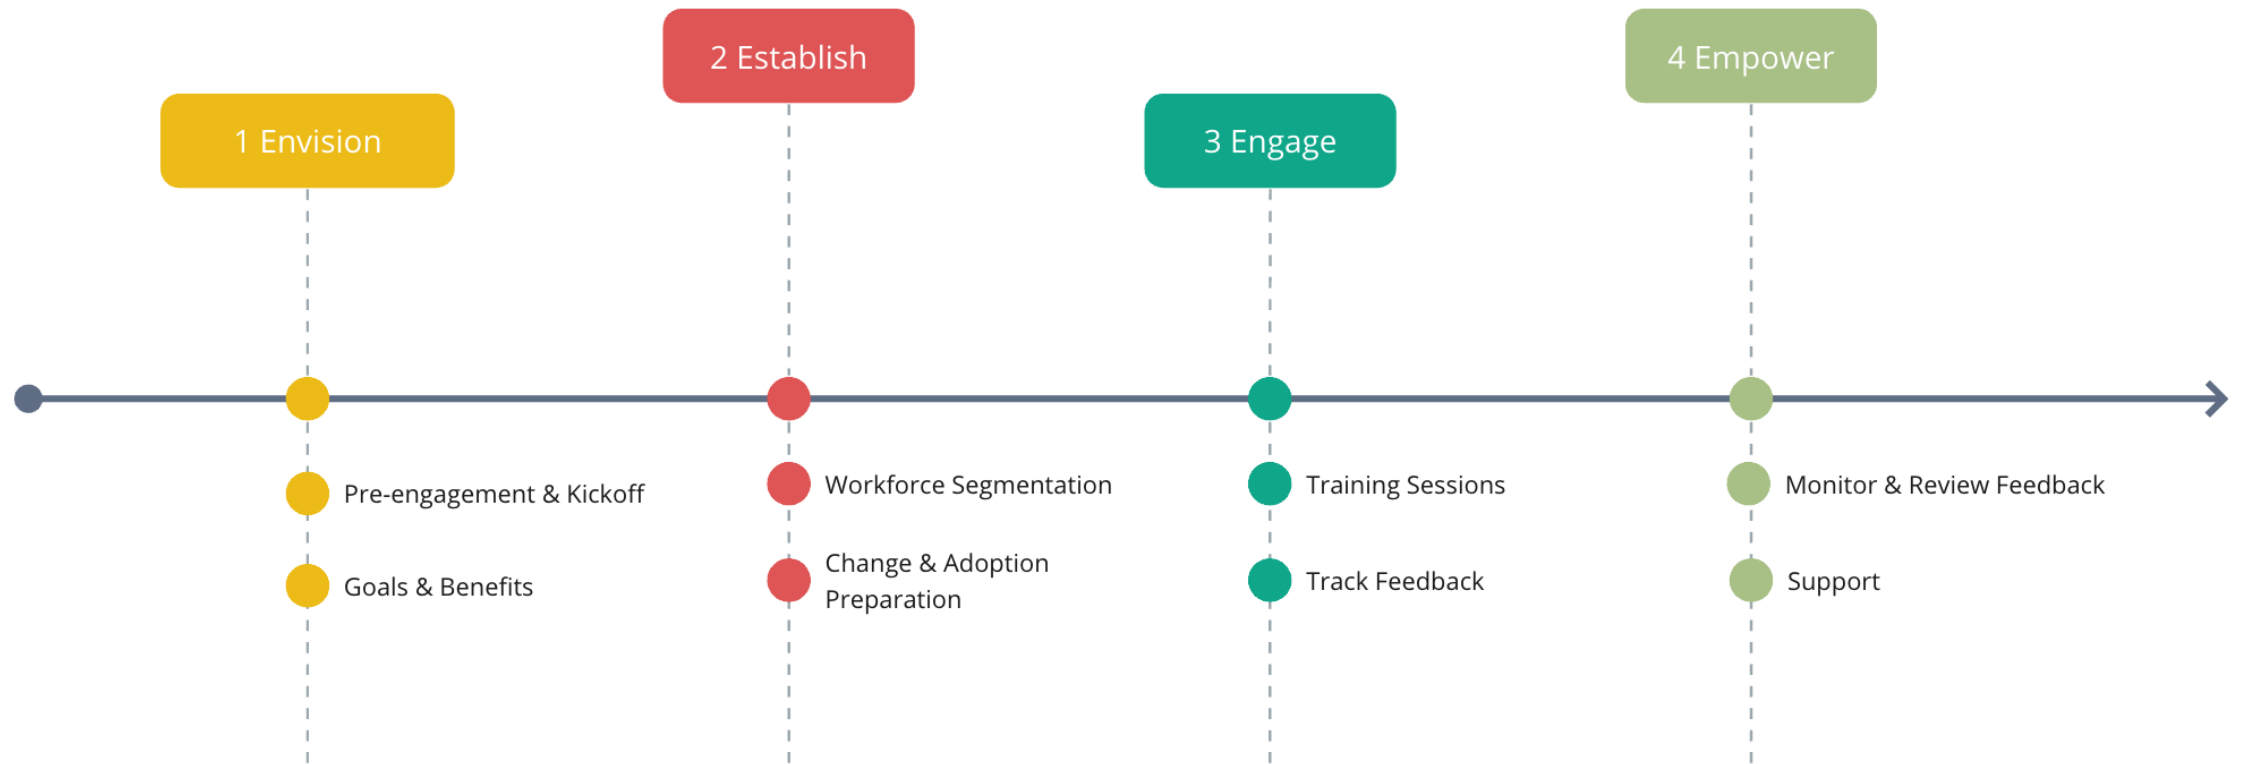 1 Envision
2 Establish
3 Engage
4 Empower
Pre-engagement & Kickoff
Goals & Benefits
Workforce Segmentation
Change & Adoption
Preparation
Training Sessions
Track Feedback
Monitor & Review Feedback
Support